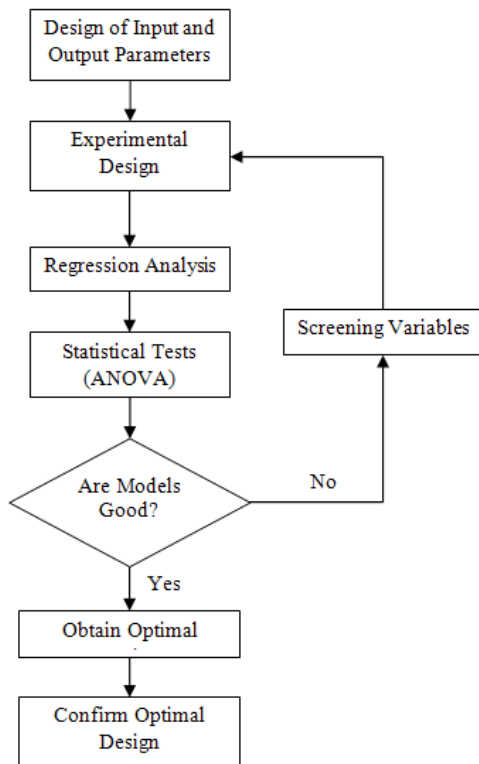 Design of Input and
Output Parameters
Experimental
Design
Regression Analysis
Screening Variables
Statistical Tests
(ANOVA)
Are Models
Good?
No
Yes
Obtain Optimal
Confirm Optimal
Design